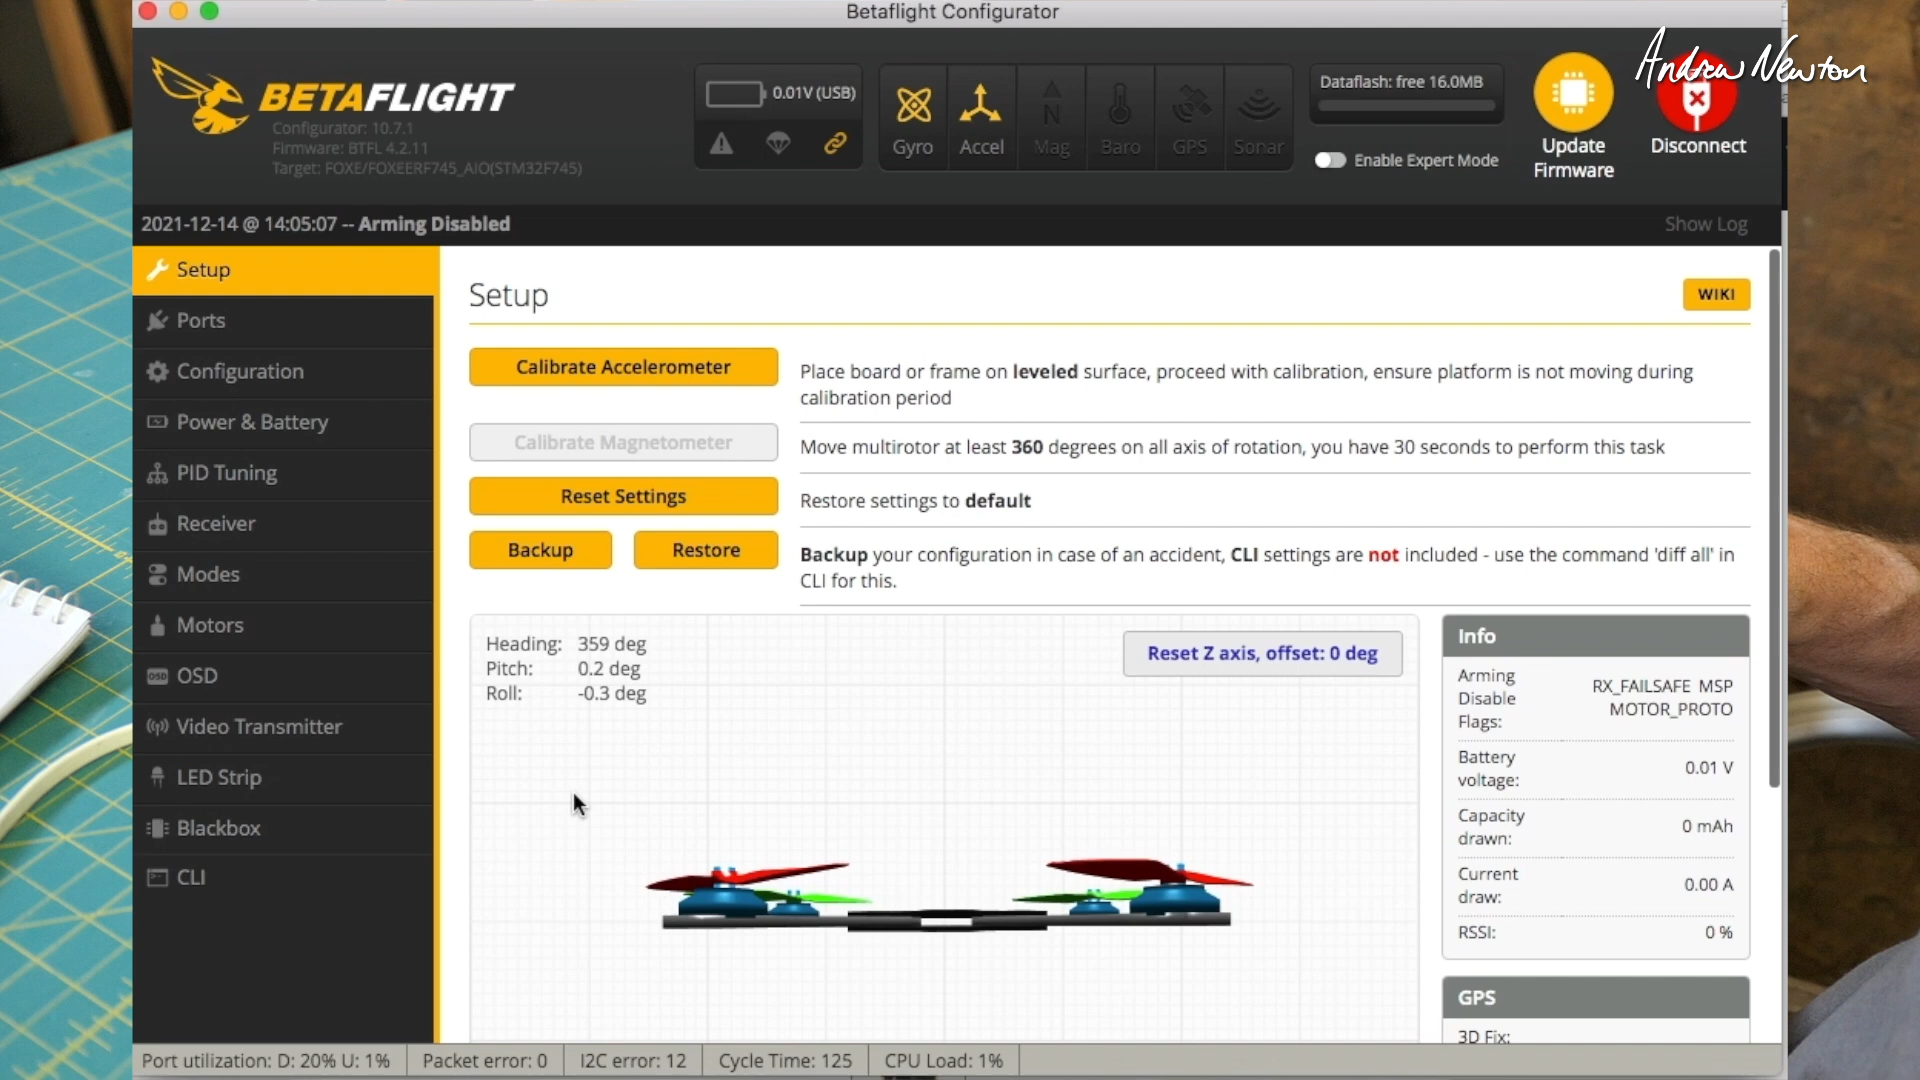 Betaflight Configurator
Andrew Newton
BETAFLIGHT
Configurator: 10.7.1
Firmware: BTFL 4.2.11
Target: FOXE/FOXEERF745_AIO(STM32F745)
0.01V (USB)
Gyro
Accel
Mag
Baro
GPS
Sonar
Dataflash: free 16.0MB
Enable Expert Mode
Update
Firmware
Disconnect
2021-12-14 @ 14:05:07 -- Arming Disabled
Show Log
Setup
Ports
Configuration
Power & Battery
PID Tuning
Receiver
Modes
Motors
OSD
Video Transmitter
LED Strip
Blackbox
CLI
Setup
WIKI
Calibrate Accelerometer
Place board or frame on leveled surface, proceed with calibration, ensure platform is not moving during
calibration period
Calibrate Magnetometer
Move multirotor at least 360 degrees on all axis of rotation, you have 30 seconds to perform this task
Reset Settings
Restore settings to default
Backup
Restore
Backup your configuration in case of an accident, CLI settings are not included - use the command 'diff all' in
CLI for this.
Heading: 359 deg
Pitch: 0.2 deg
Roll: -0.3 deg
Reset Z axis, offset: 0 deg
Info
Arming
Disable
Flags:
RX_FAILSAFE MSP
MOTOR_PROTO
Battery
voltage:
0.01 V
Capacity
drawn:
0 mAh
Current
draw:
0.00 A
RSSI:
0 %
GPS
3D Fix:
Port utilization: D: 20% U: 1%
Packet error: 0
I2C error: 12
Cycle Time: 125
CPU Load: 1%